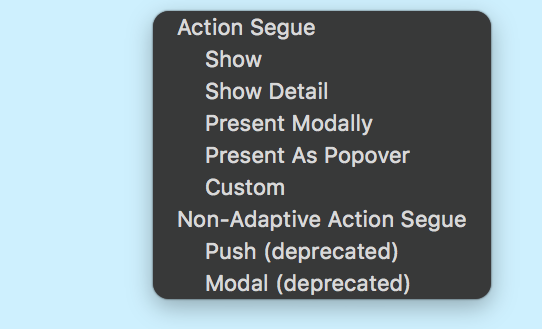 Action Segue
Show
Show Detail
Present Modally
Present As Popover
Custom
Non-Adaptive Action Segue
Push (deprecated)
Modal (deprecated)